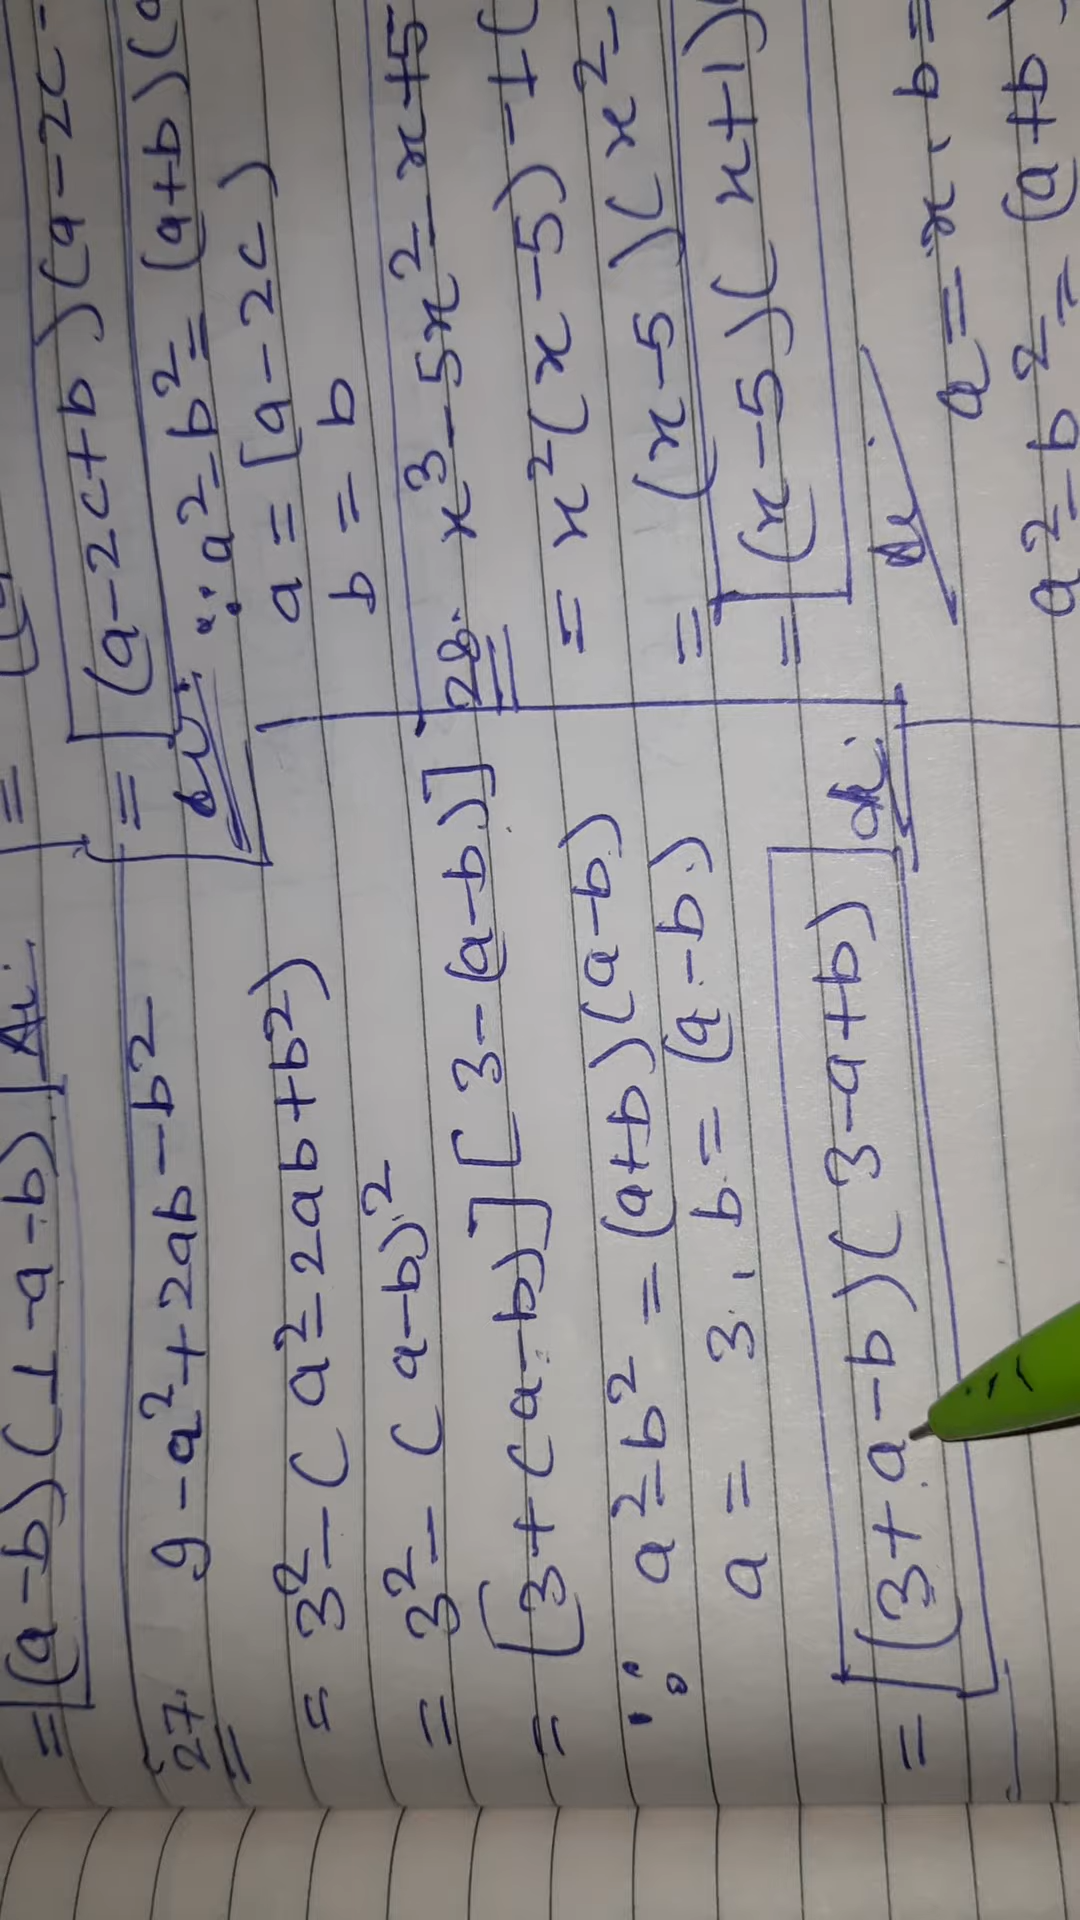 = (a-b)(1-a-b) Ans.
27. 9-a²+2ab-b²
= 3²-(a²-2ab+b²)
= 3²-(a-b)²
= [3+(a-b)][3-(a-b)]
∵ a²-b² = (a+b)(a-b)
a = 3, b = (a-b)
= (3+a-b)(3-a+b) Ans.
=
= (a-2c+b)(a-2c-
Ans. ∵ a²-b² = (a+b)(
a = (a-2c)
b = b
28. x³-5x²-x+5
= x²(x-5)-1(
= (x-5)(x²-
= (x-5)(x+1)(
Ans.
a = x, b =
a²-b² = (a+b)